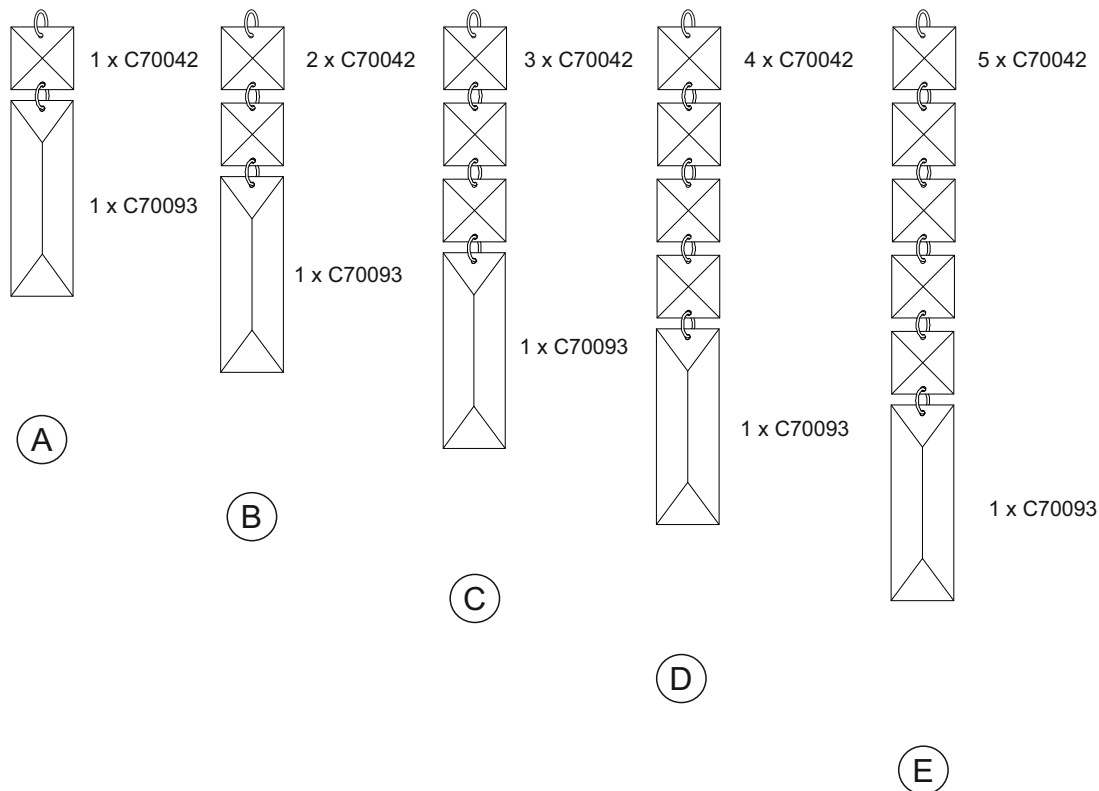 1 x C70042
2 x C70042
3 x C70042
4 x C70042
5 x C70042
1 x C70093
1 x C70093
1 x C70093
1 x C70093
1 x C70093
A
B
C
D
E